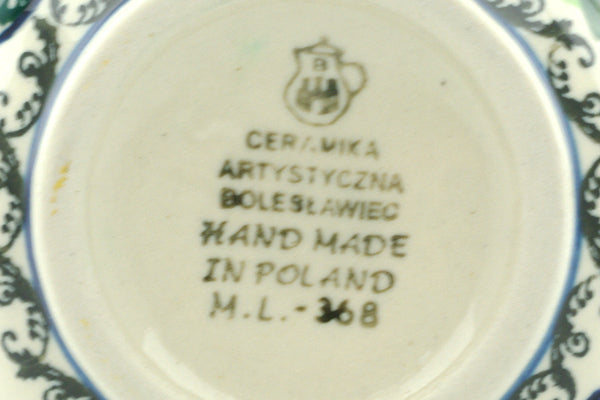 B
CERAMIKA
ARTYSTYCZNA
BOLESŁAWIEC
HAND MADE
IN POLAND
M.L.-368